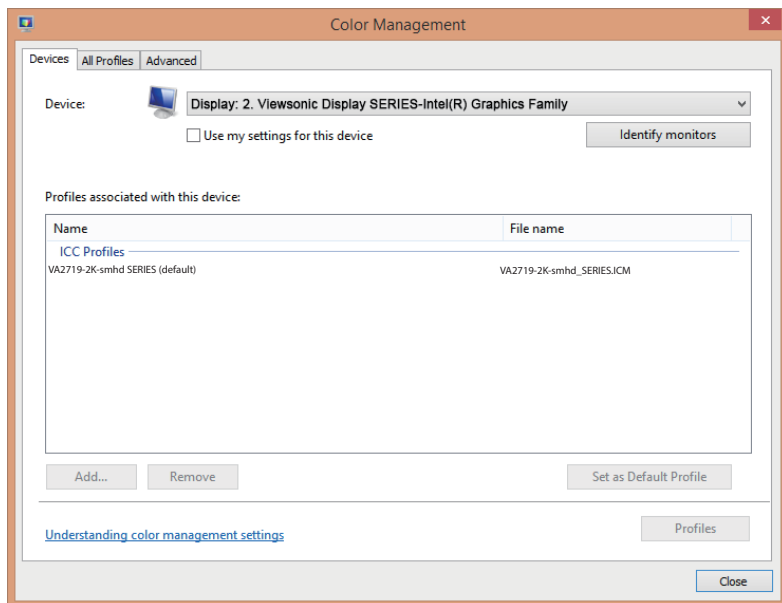 Color Management
Devices All Profiles Advanced
Device: Display: 2. Viewsonic Display SERIES-Intel(R) Graphics Family
Use my settings for this device Identify monitors
Profiles associated with this device:
Name File name
ICC Profiles
VA2719-2K-smhd SERIES (default) VA2719-2K-smhd_SERIES.ICM
Add... Remove Set as Default Profile
Understanding color management settings Profiles
Close